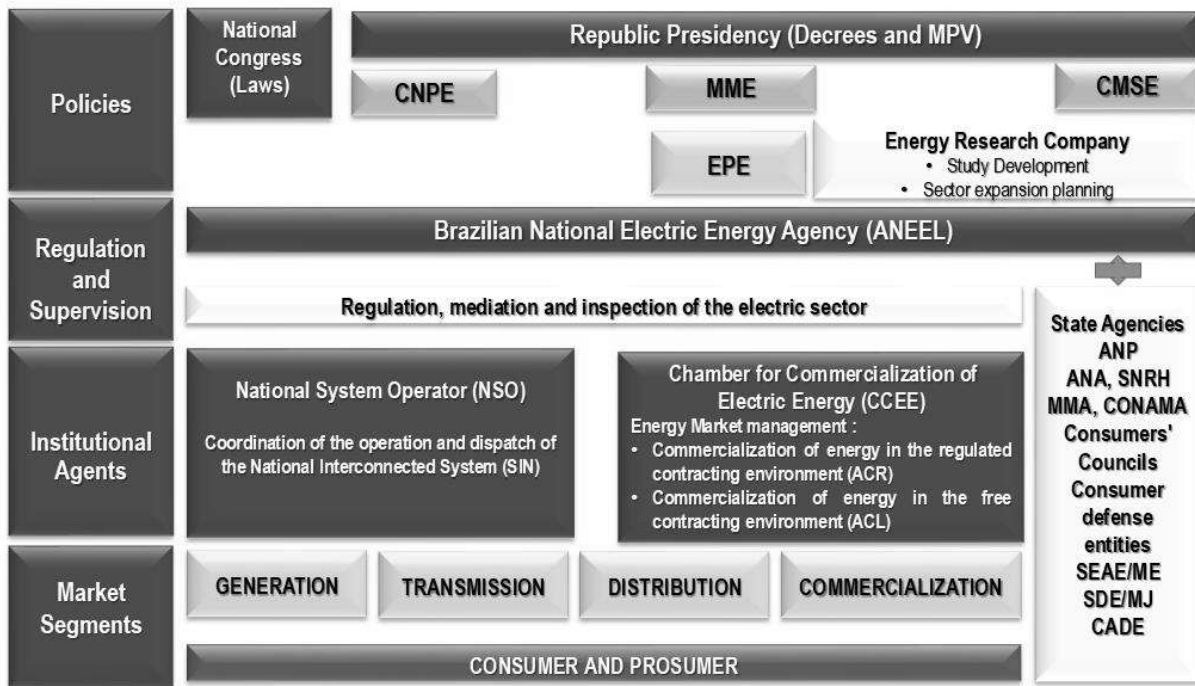 Policies
National
Congress
(Laws)
Republic Presidency (Decrees and MPV)
CNPE
MME
CMSE
EPE
Energy Research Company
• Study Development
• Sector expansion planning
Regulation
and
Supervision
Brazilian National Electric Energy Agency (ANEEL)
Regulation, mediation and inspection of the electric sector
Institutional
Agents
National System Operator (NSO)
Coordination of the operation and dispatch of
the National Interconnected System (SIN)
Chamber for Commercialization of
Electric Energy (CCEE)
Energy Market management :
• Commercialization of energy in the regulated
contracting environment (ACR)
• Commercialization of energy in the free
contracting environment (ACL)
State Agencies
ANP
ANA, SNRH
MMA, CONAMA
Consumers'
Councils
Consumer
defense
entities
SEAE/ME
SDE/MJ
CADE
Market
Segments
GENERATION
TRANSMISSION
DISTRIBUTION
COMMERCIALIZATION
CONSUMER AND PROSUMER